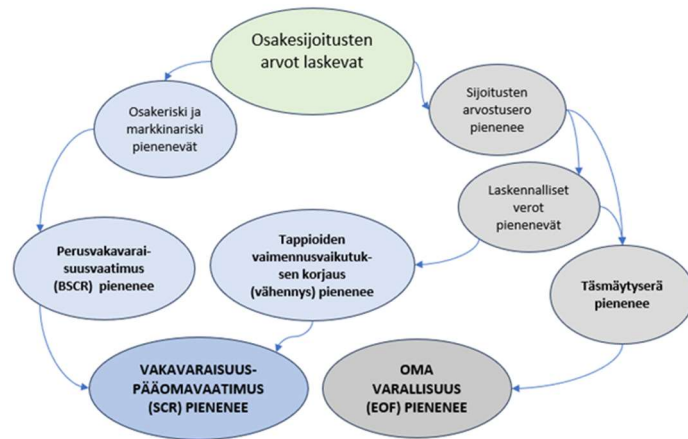 Osakesijoitusten
arvot laskevat
Osakeriski ja
markkinariski
pienenevät
Sijoitusten
arvostusero
pienenee
Laskennalliset
verot
pienenevät
Perusvakavarai-
suusvaatimus
(BSCR) pienenee
Tappioiden
vaimennusvaikutuk-
sen korjaus
(vähennys) pienenee
Täsmäytyserä
pienenee
VAKAVARAISUUS-
PÄÄOMAVAATIMUS
(SCR) PIENENEE
OMA
VARALLISUUS
(EOF) PIENENEE